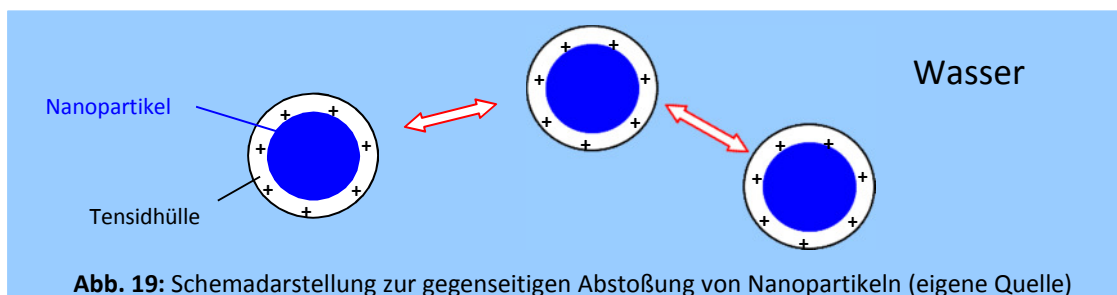 Wasser
Nanopartikel
Tensidhülle
+ + + + + + +
+ + + + + + +
+ + + + + + +
Abb. 19: Schemadarstellung zur gegenseitigen Abstoßung von Nanopartikeln (eigene Quelle)